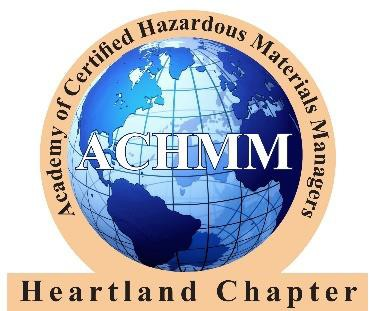 Academy of Certified Hazardous Materials Managers
ACHMM
Heartland Chapter